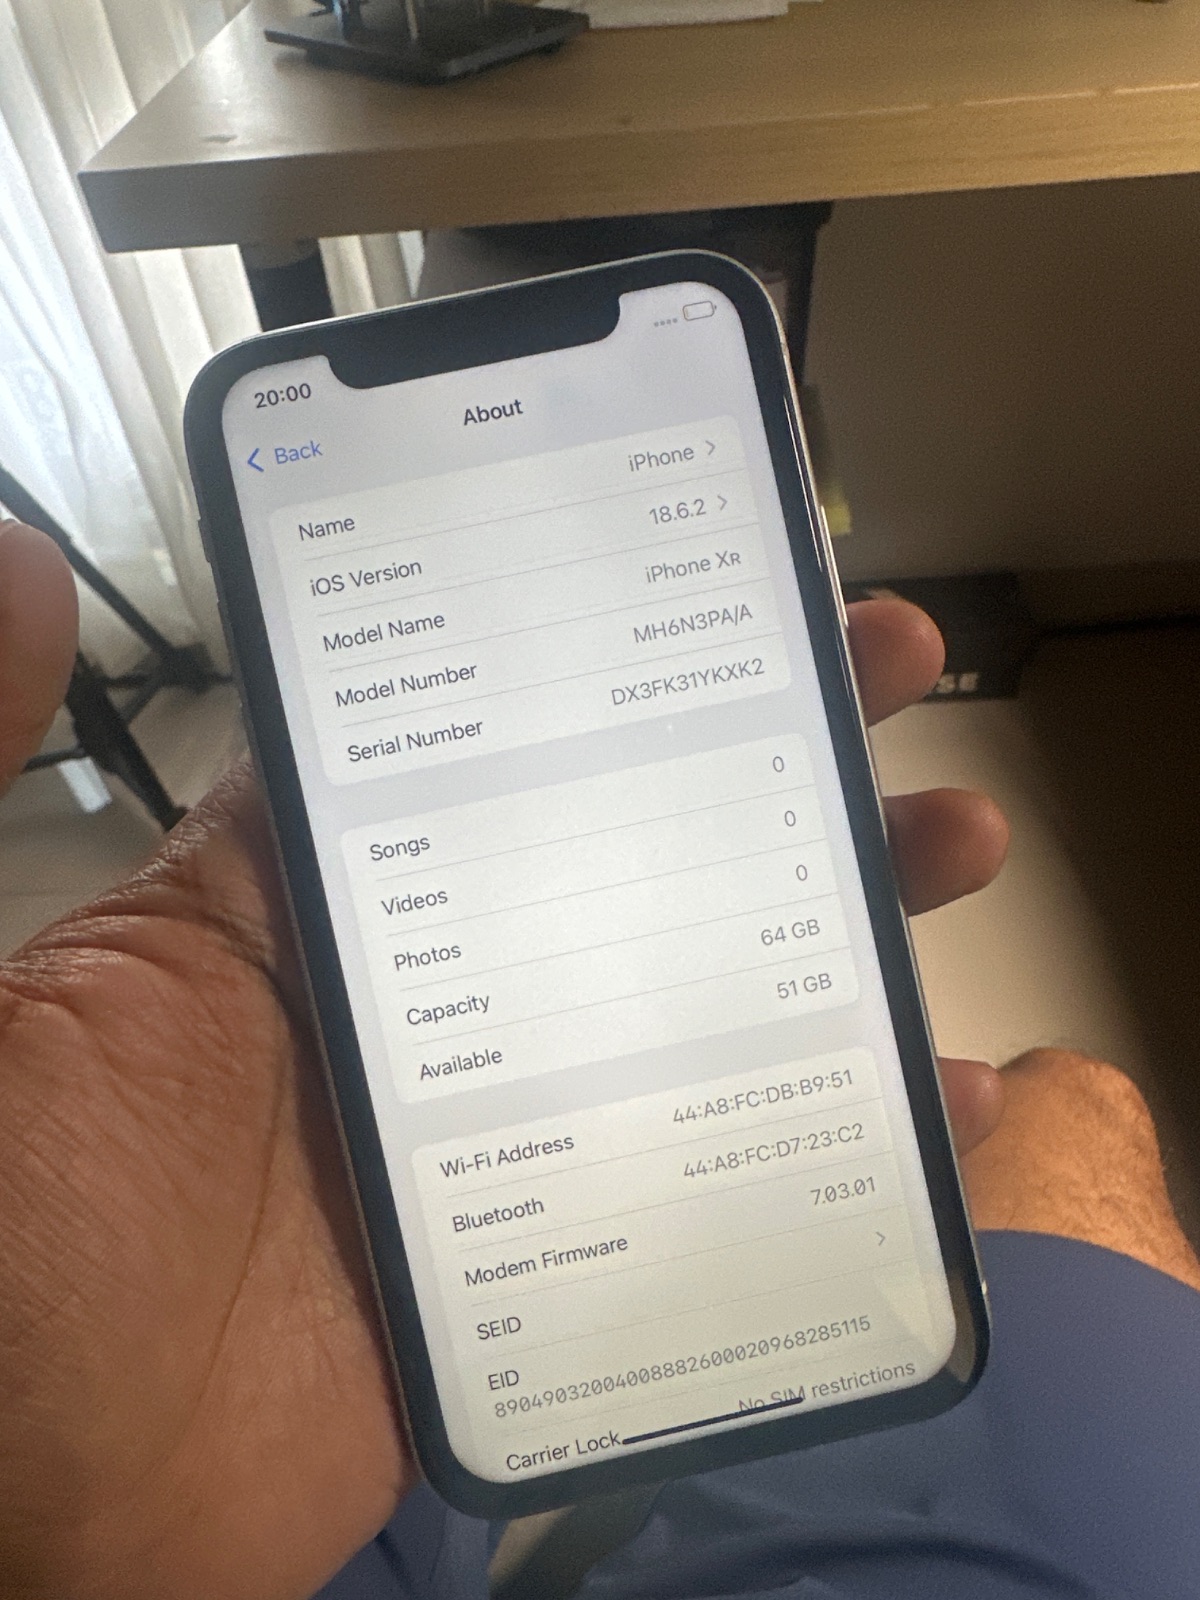 20:00
Back
About
Name iPhone
iOS Version 18.6.2
Model Name iPhone XR
Model Number MH6N3PA/A
Serial Number DX3FK31YKXK2
Songs 0
Videos 0
Photos 0
Capacity 64 GB
Available 51 GB
Wi-Fi Address 44:A8:FC:DB:B9:51
Bluetooth 44:A8:FC:D7:23:C2
Modem Firmware 7.03.01
SEID
EID
89049032004008882600020968285115
Carrier Lock No SIM restrictions